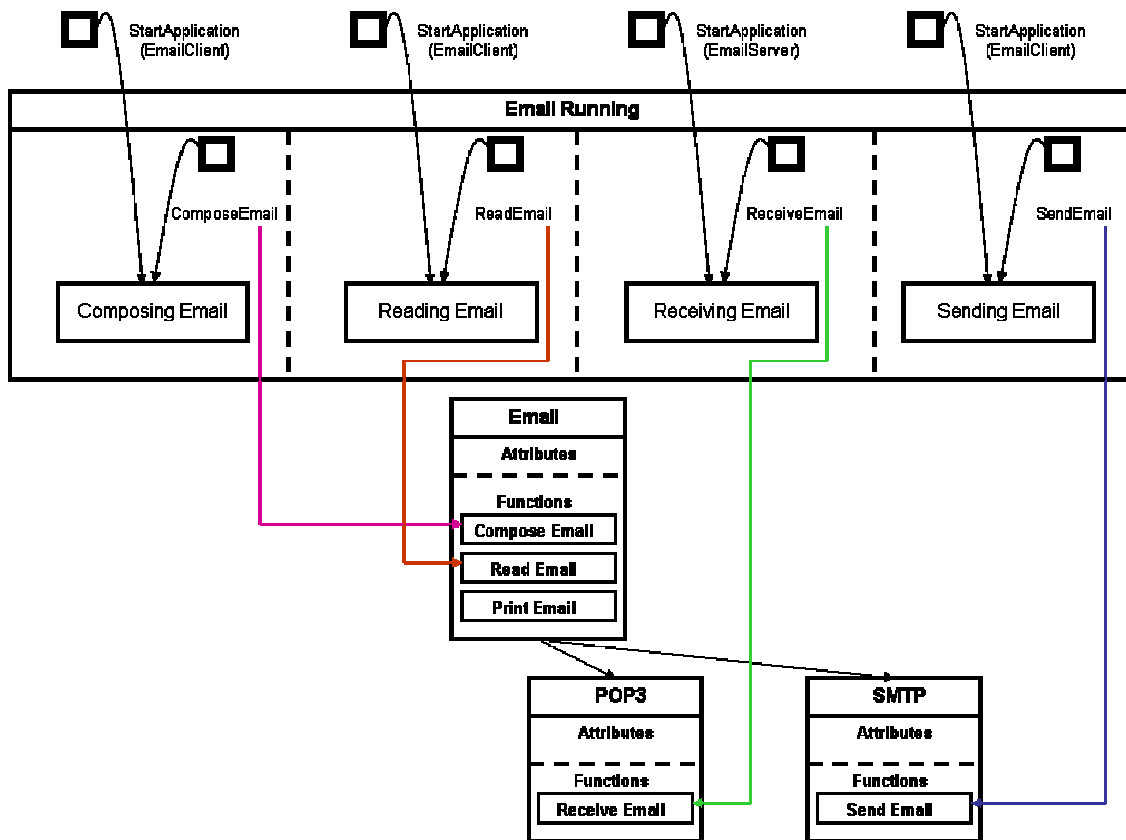 StartApplication
(EmailClient)
StartApplication
(EmailClient)
StartApplication
(EmailServer)
StartApplication
(EmailClient)
Email Running
ComposeEmail
ReadEmail
ReceiveEmail
SendEmail
Composing Email
Reading Email
Receiving Email
Sending Email
Email
Attributes
Functions
Compose Email
Read Email
Print Email
POP3
Attributes
Functions
Receive Email
SMTP
Attributes
Functions
Send Email